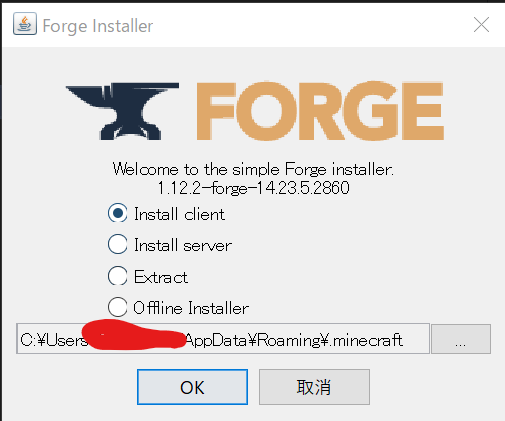 Forge Installer
FORGE
Welcome to the simple Forge installer.
1.12.2-forge-14.23.5.2860
Install client
Install server
Extract
Offline Installer
C:¥Users AppData¥Roaming¥.minecraft
...
OK
取消